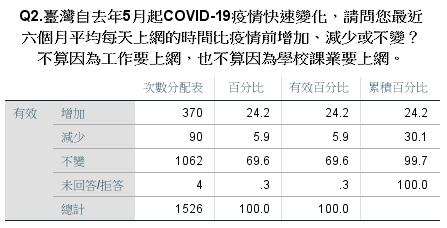 Q2.臺灣自去年5月起COVID-19疫情快速變化，請問您最近
六個月平均每天上網的時間比疫情前增加、減少或不變？
不算因為工作要上網，也不算因為學校課業要上網。
次數分配表 百分比 有效百分比 累積百分比
有效 增加 370 24.2 24.2 24.2
減少 90 5.9 5.9 30.1
不變 1062 69.6 69.6 99.7
未回答/拒答 4 .3 .3 100.0
總計 1526 100.0 100.0